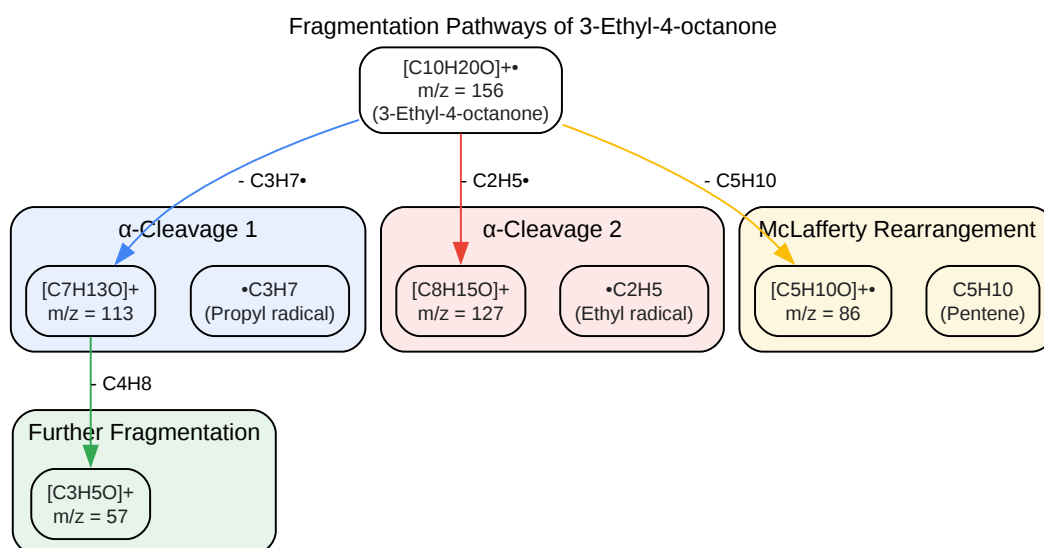 Fragmentation Pathways of 3-Ethyl-4-octanone
[C10H20O]+•
m/z = 156
(3-Ethyl-4-octanone)
- C3H7•
- C2H5•
- C5H10
α-Cleavage 1
α-Cleavage 2
McLafferty Rearrangement
[C7H13O]+
m/z = 113
•C3H7
(Propyl radical)
[C8H15O]+
m/z = 127
•C2H5
(Ethyl radical)
[C5H10O]+•
m/z = 86
C5H10
(Pentene)
- C4H8
Further Fragmentation
[C3H5O]+
m/z = 57